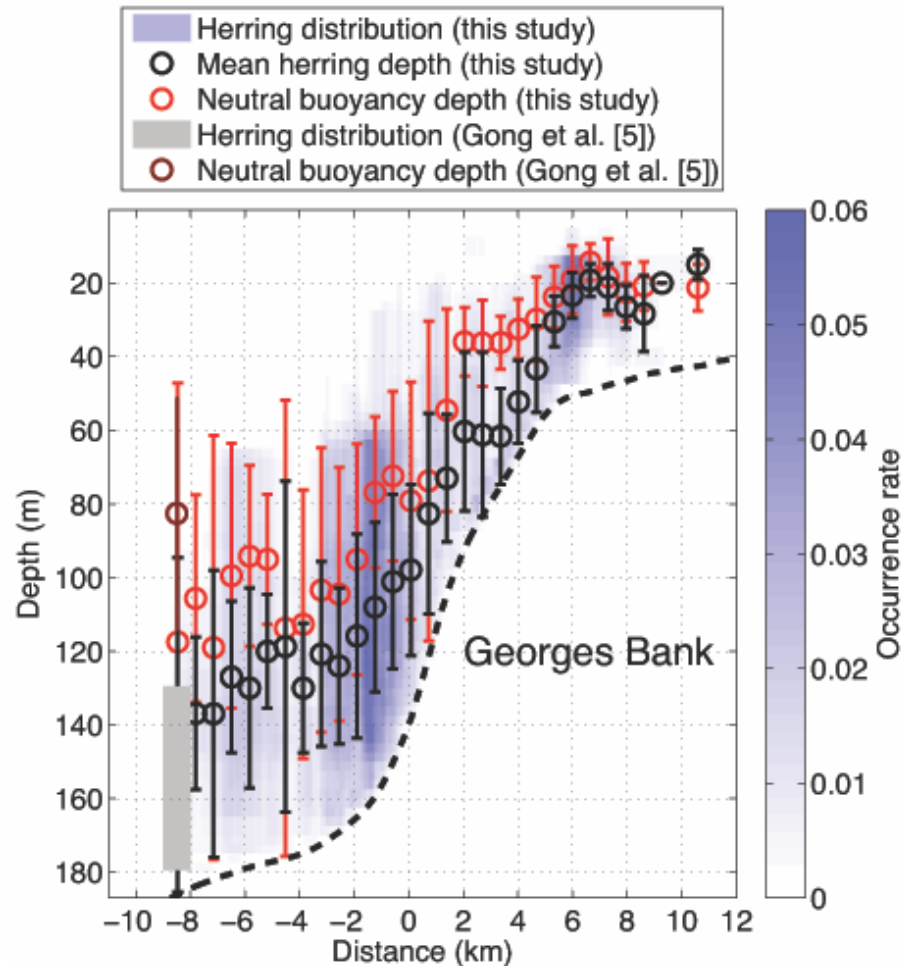 Herring distribution (this study)
Mean herring depth (this study)
Neutral buoyancy depth (this study)
Herring distribution (Gong et al. [5])
Neutral buoyancy depth (Gong et al. [5])
20
40
60
80
100
120
140
160
180
Depth (m)
Georges Bank
−10 −8 −6 −4 −2 0 2 4 6 8 10 12
Distance (km)
0.06
0.05
0.04
0.03
0.02
0.01
0
Occurrence rate